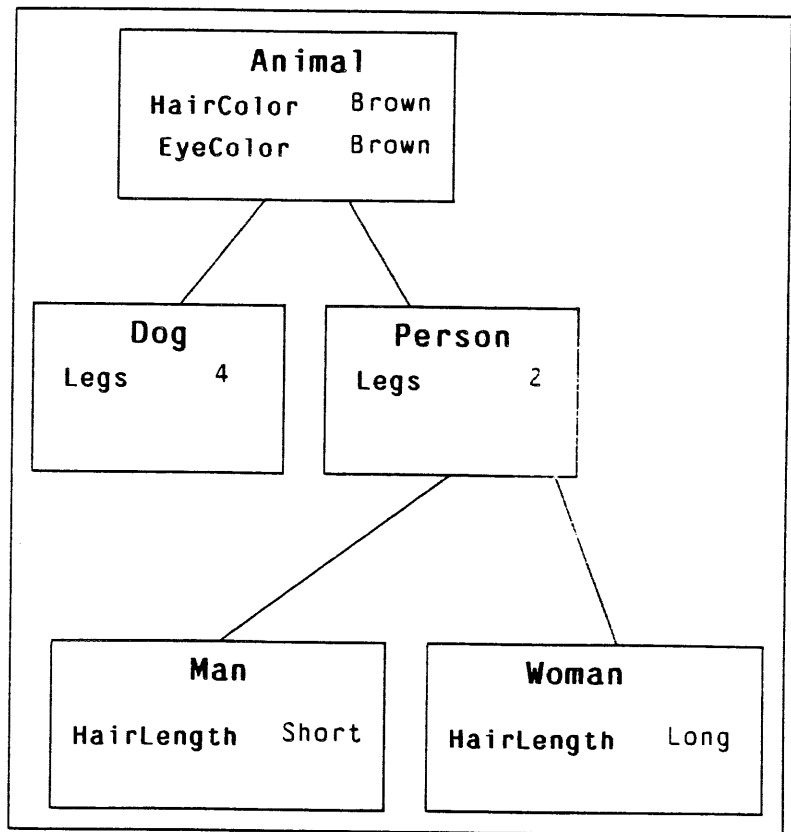 Animal
HairColor Brown
EyeColor Brown
Dog
Legs 4
Person
Legs 2
Man
HairLength Short
Woman
HairLength Long